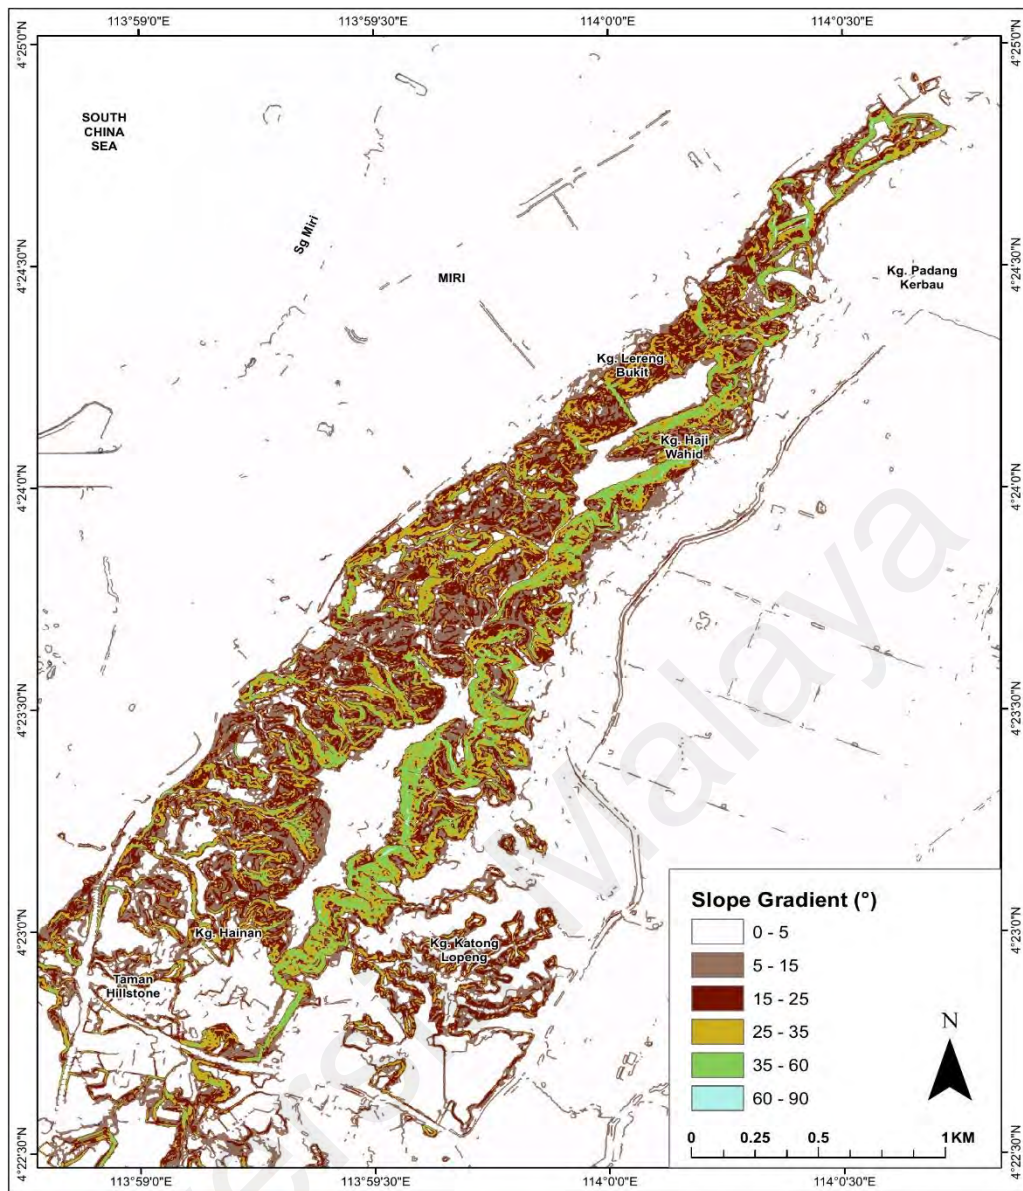 113°59'0"E 113°59'30"E 114°0'0"E 114°0'30"E
4°25'0"N
4°25'0"N
SOUTH
CHINA
SEA
Sg Miri
4°24'30"N
4°24'30"N
MIRI
Kg. Padang
Kerbau
Kg. Lereng
Bukit
Kg. Haji
Wahid
4°24'0"N
4°24'0"N
4°23'30"N
4°23'30"N
Malaya
Kg. Hainan
Kg. Katong
Lopeng
4°23'0"N
4°23'0"N
Taman
Hillstone
Slope Gradient (°)
0 - 5
5 - 15
15 - 25
25 - 35
35 - 60
60 - 90
N
0 0.25 0.5 1 KM
4°22'30"N
4°22'30"N
113°59'0"E 113°59'30"E 114°0'0"E 114°0'30"E